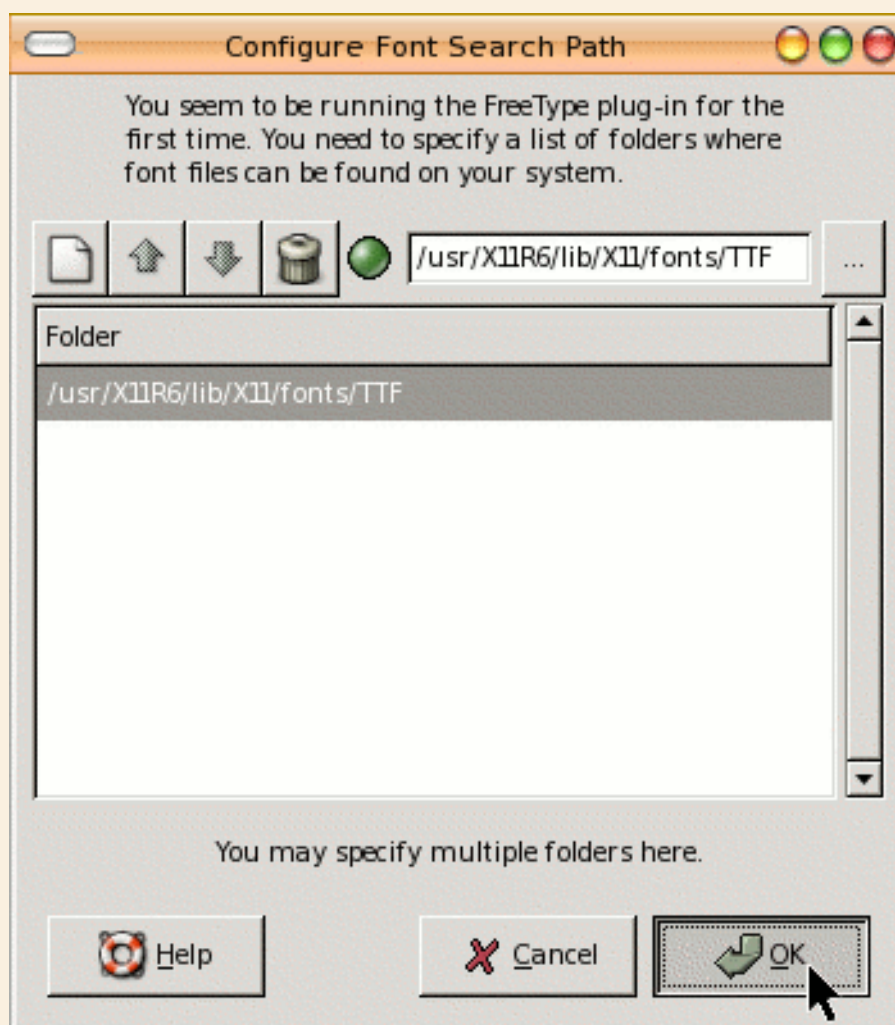 Configure Font Search Path
You seem to be running the FreeType plug-in for the
first time. You need to specify a list of folders where
font files can be found on your system.
/usr/X11R6/lib/X11/fonts/TTF
...
Folder
/usr/X11R6/lib/X11/fonts/TTF
You may specify multiple folders here.
Help
Cancel
OK